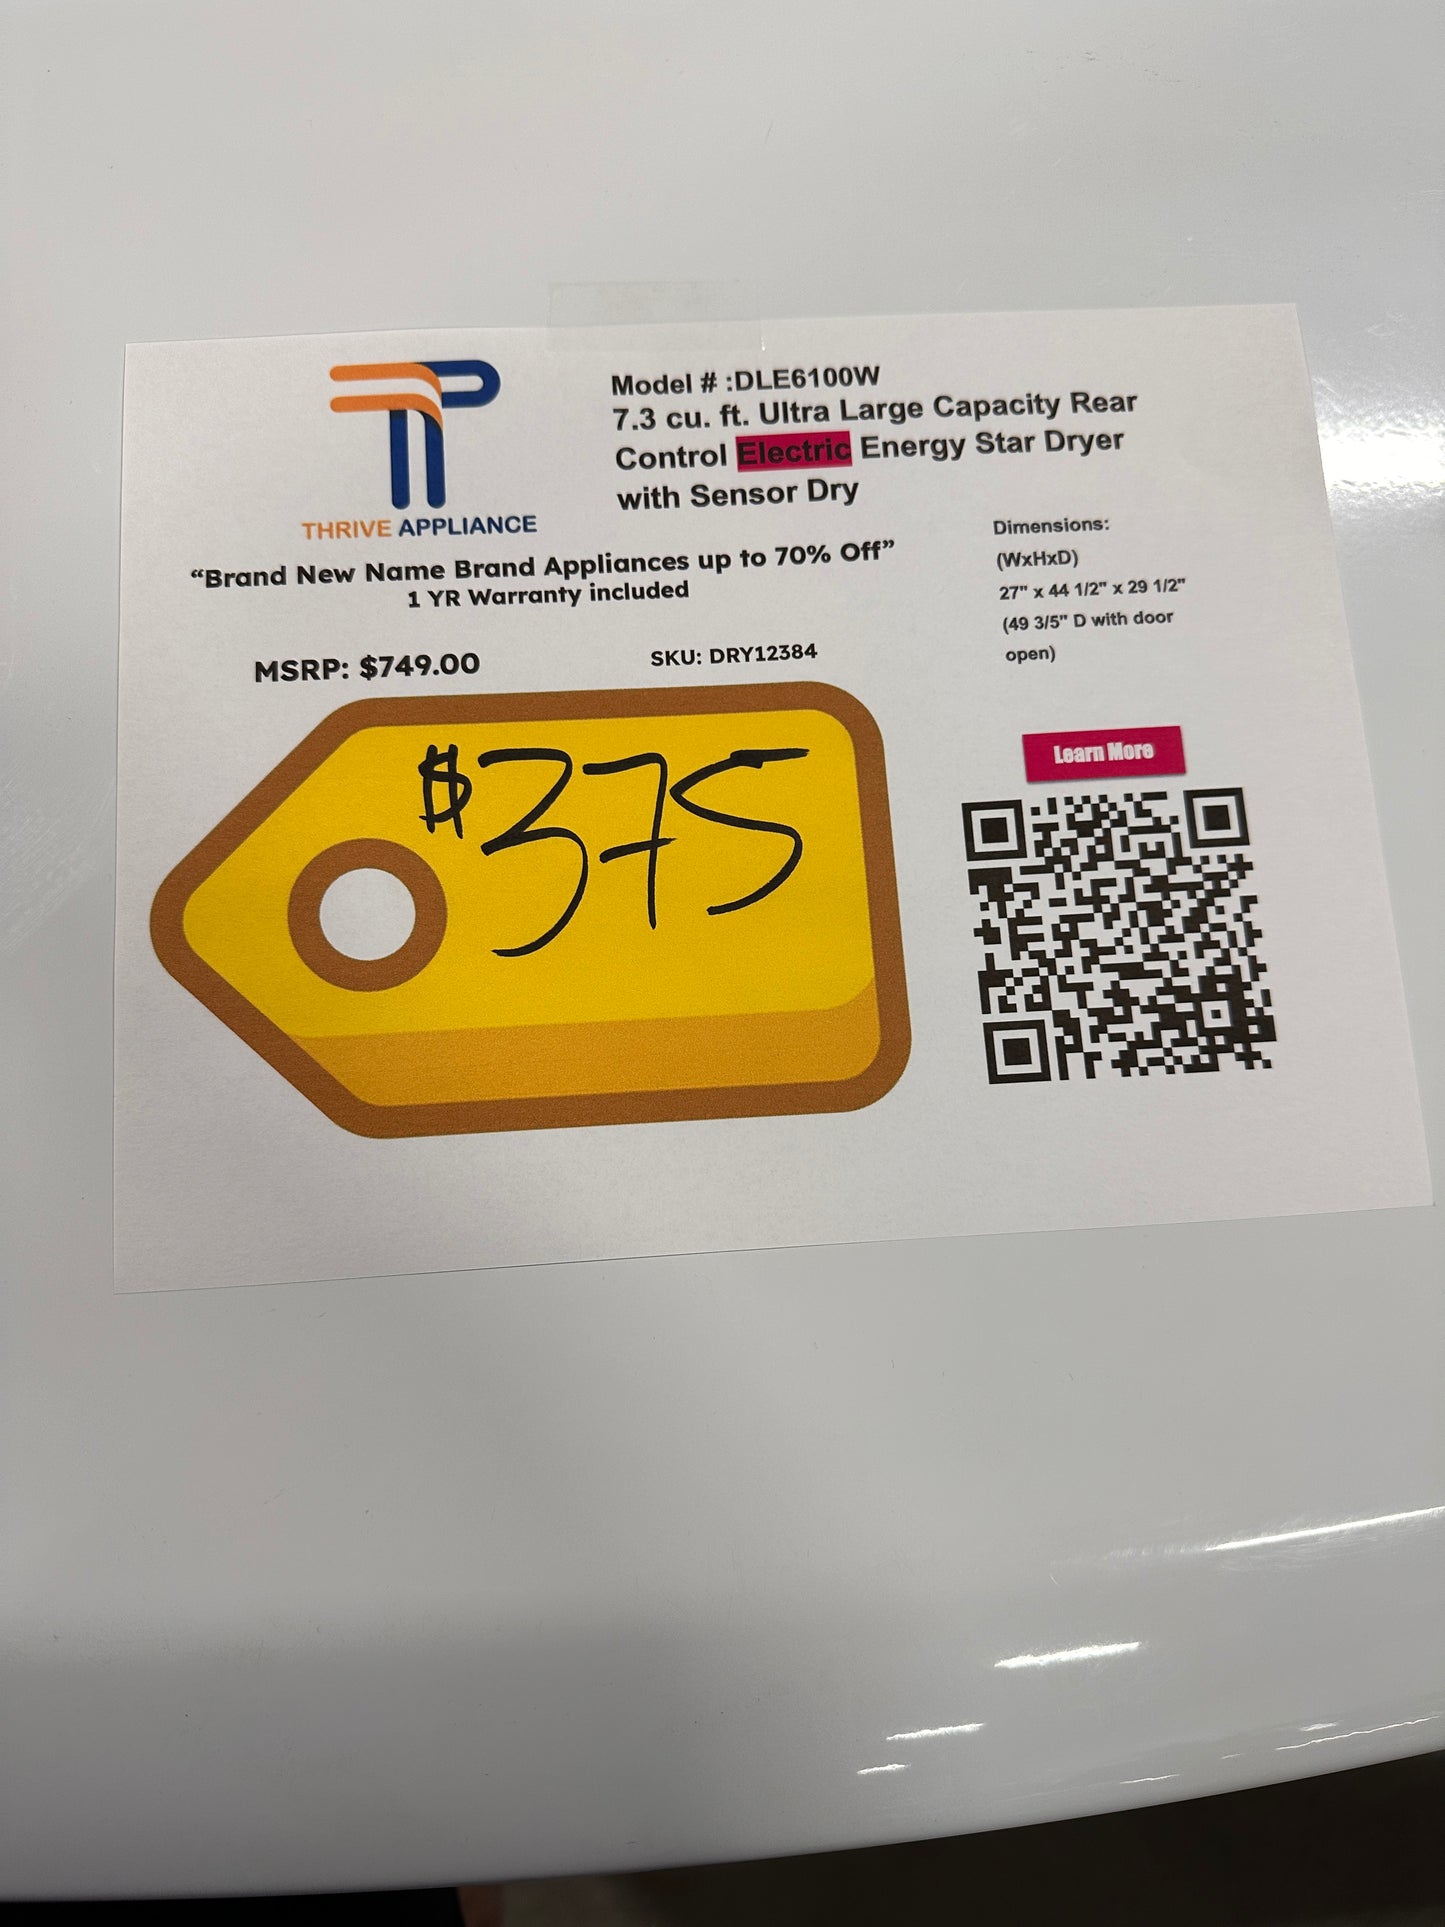 Model # :DLE6100W
7.3 cu. ft. Ultra Large Capacity Rear
Control Electric Energy Star Dryer
with Sensor Dry
THRIVE APPLIANCE
“Brand New Name Brand Appliances up to 70% Off”
1 YR Warranty included
Dimensions:
(WxHxD)
27" x 44 1/2" x 29 1/2"
(49 3/5" D with door
open)
MSRP: $749.00
SKU: DRY12384
$375
Learn More